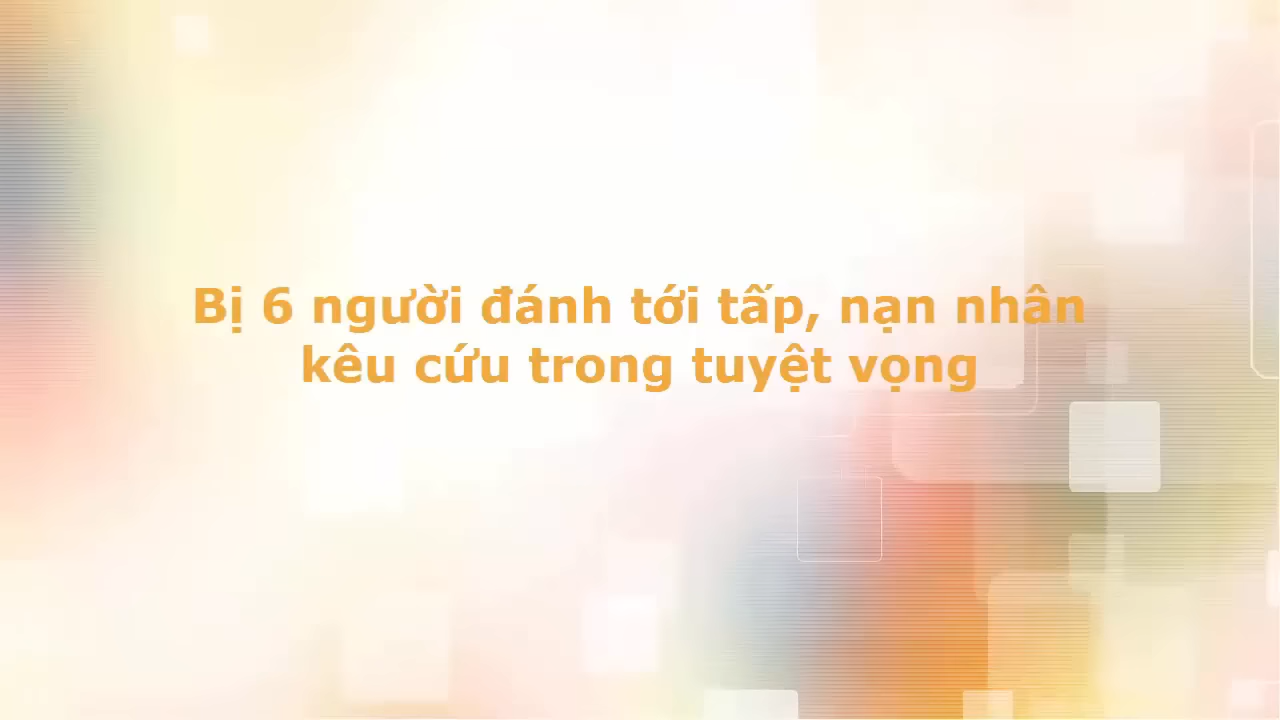 Bị 6 người đánh tới tấp, nạn nhân
kêu cứu trong tuyệt vọng